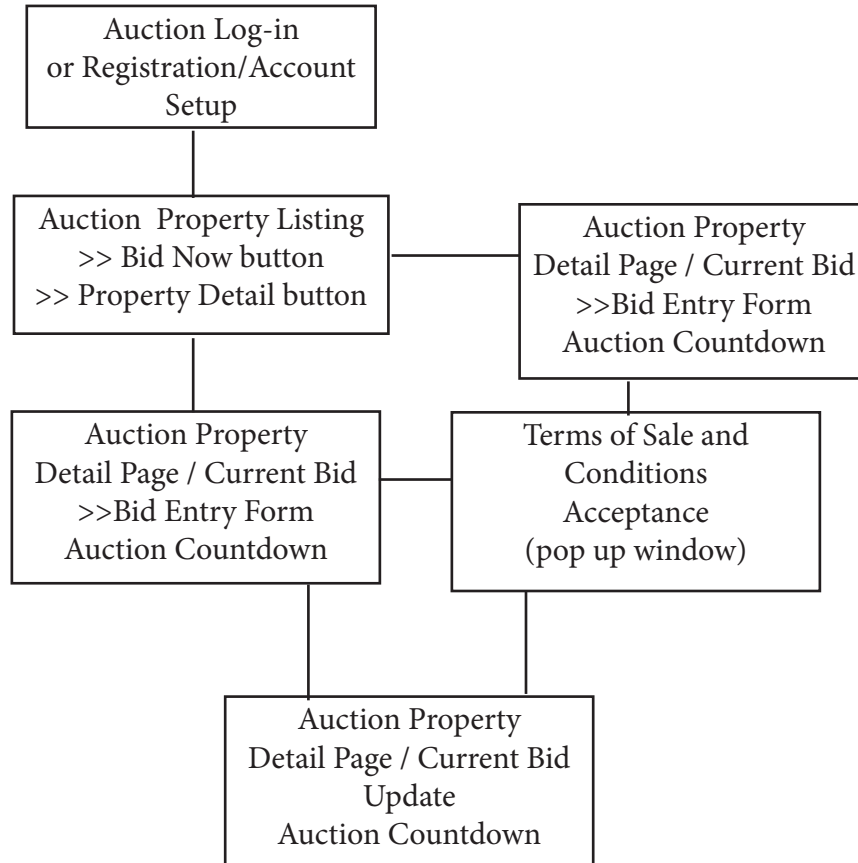 Auction Log-in
or Registration/Account
Setup
Auction Property Listing
>> Bid Now button
>> Property Detail button
Auction Property
Detail Page / Current Bid
>>Bid Entry Form
Auction Countdown
Auction Property
Detail Page / Current Bid
>>Bid Entry Form
Auction Countdown
Terms of Sale and
Conditions
Acceptance
(pop up window)
Auction Property
Detail Page / Current Bid
Update
Auction Countdown